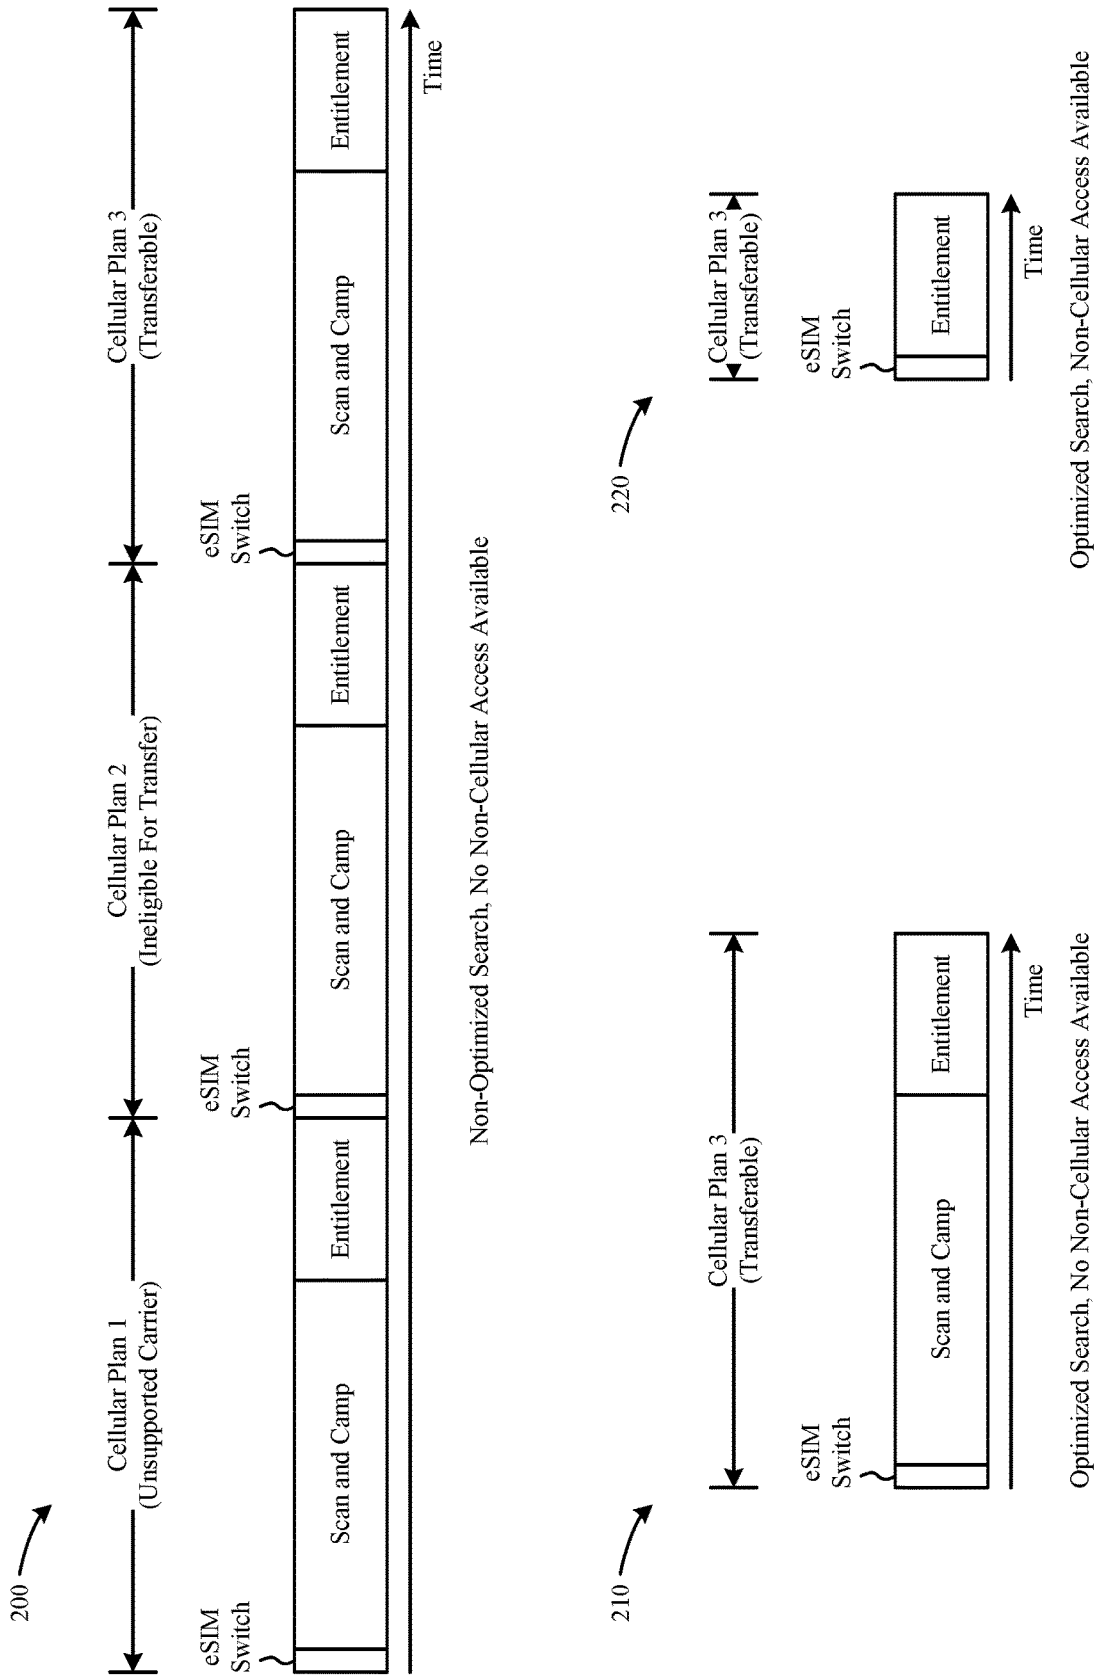 200
Cellular Plan 1
(Unsupported Carrier)
Cellular Plan 2
(Ineligible For Transfer)
Cellular Plan 3
(Transferable)
eSIM
Switch
eSIM
Switch
eSIM
Switch
Scan and Camp
Entitlement
Scan and Camp
Entitlement
Scan and Camp
Entitlement
Time
Non-Optimized Search, No Non-Cellular Access Available
210
Cellular Plan 3
(Transferable)
eSIM
Switch
Scan and Camp
Entitlement
Time
Optimized Search, No Non-Cellular Access Available
220
Cellular Plan 3
(Transferable)
eSIM
Switch
Entitlement
Time
Optimized Search, Non-Cellular Access Available